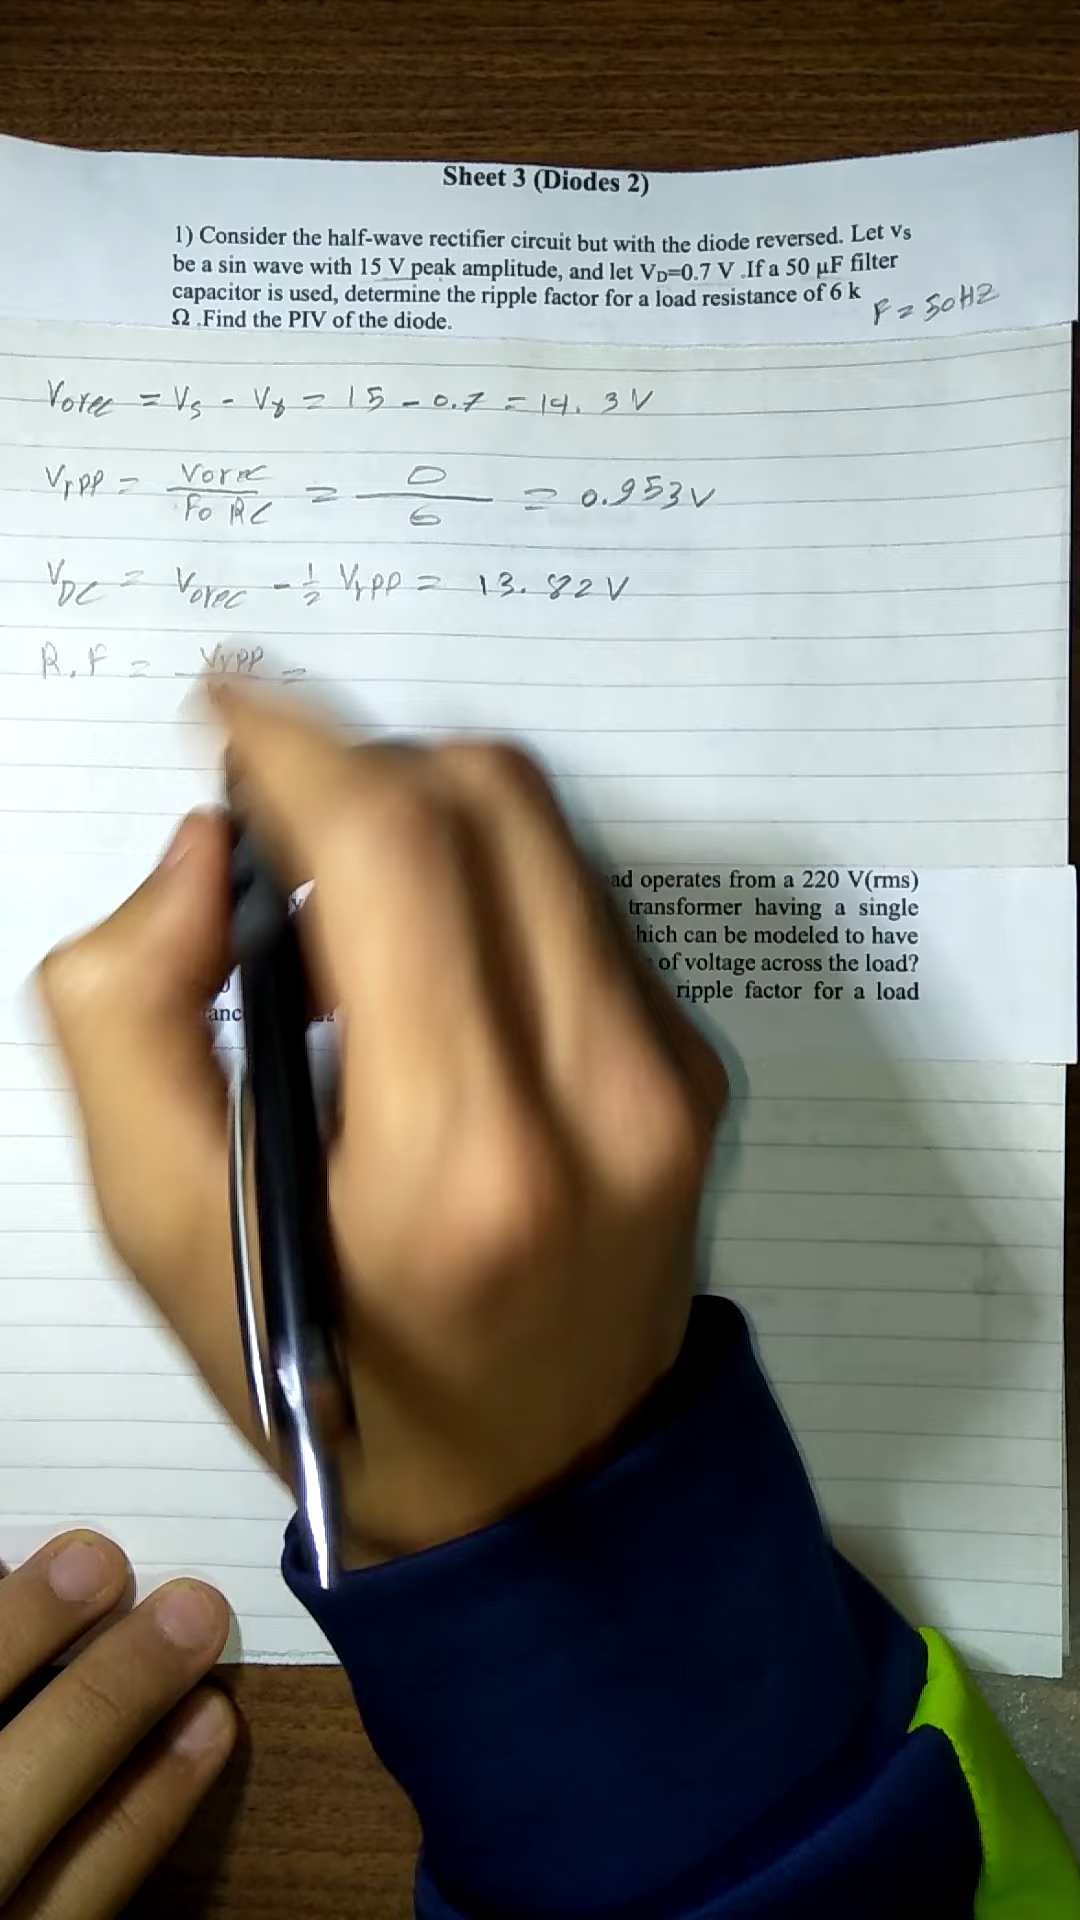 Sheet 3 (Diodes 2)
1) Consider the half-wave rectifier circuit but with the diode reversed. Let vs
be a sin wave with 15 V peak amplitude, and let VD=0.7 V .If a 50 μF filter
capacitor is used, determine the ripple factor for a load resistance of 6 k
Ω .Find the PIV of the diode.
F = 50HZ
Vorec = Vs - Vγ = 15 - 0.7 = 14.3V
Vrpp = Vorec / Fo RC = 0 / 6 = 0.953V
VDC = Vorec - 1/2 Vrpp = 13.82V
R.F = Vrpp =
ad operates from a 220 V(rms)
transformer having a single
hich can be modeled to have
of voltage across the load?
ripple factor for a load
anc